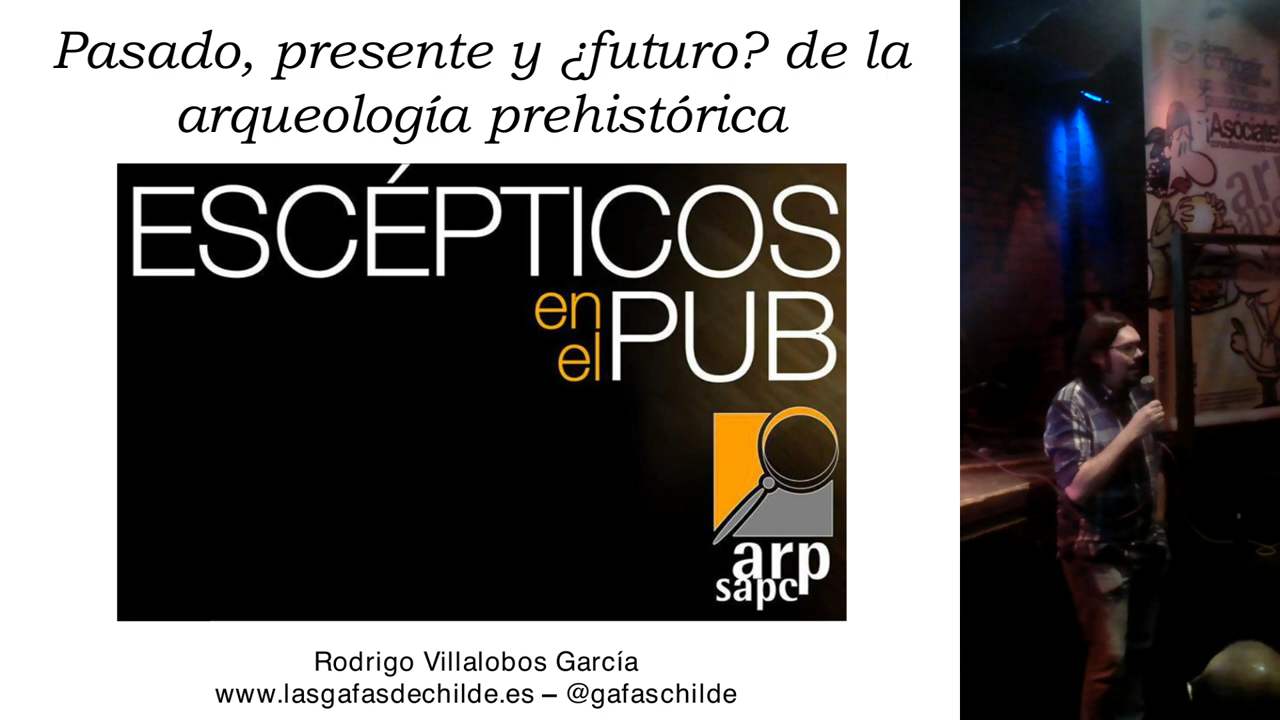 Pasado, presente y ¿futuro? de la
arqueología prehistórica
ESCÉPTICOS
en
el PUB
arp
sapc
Rodrigo Villalobos García
www.lasgafasdechilde.es – @gafaschilde
¡Asóciate